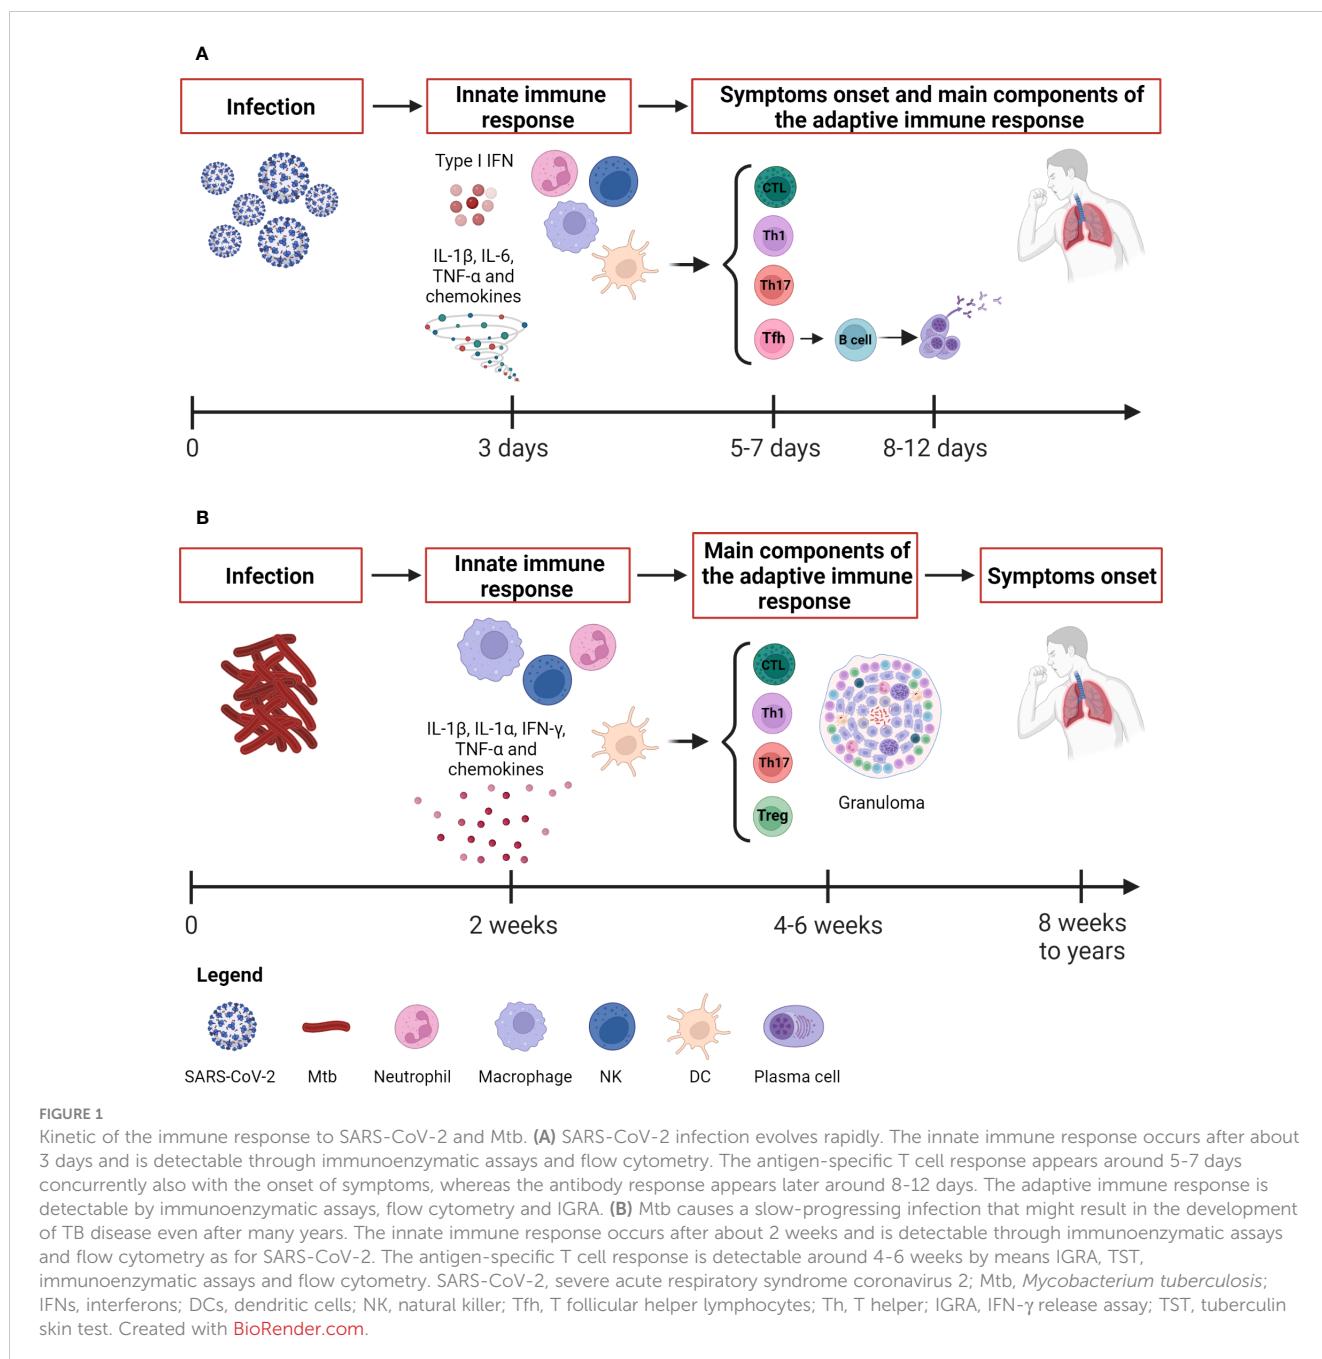 A
Infection
Innate immune
response
Symptoms onset and main components of
the adaptive immune response
Type I IFN
IL-1β, IL-6,
TNF-α and
chemokines
CTL
Th1
Th17
Tfh
B cell
0
3 days
5-7 days
8-12 days
B
Infection
Innate immune
response
Main components of
the adaptive immune
response
Symptoms onset
IL-1β, IL-1α, IFN-γ,
TNF-α and
chemokines
CTL
Th1
Th17
Treg
Granuloma
0
2 weeks
4-6 weeks
8 weeks
to years
Legend
SARS-CoV-2
Mtb
Neutrophil
Macrophage
NK
DC
Plasma cell
FIGURE 1
Kinetic of the immune response to SARS-CoV-2 and Mtb. (A) SARS-CoV-2 infection evolves rapidly. The innate immune response occurs after about
3 days and is detectable through immunoenzymatic assays and flow cytometry. The antigen-specific T cell response appears around 5-7 days
concurrently also with the onset of symptoms, whereas the antibody response appears later around 8-12 days. The adaptive immune response is
detectable by immunoenzymatic assays, flow cytometry and IGRA. (B) Mtb causes a slow-progressing infection that might result in the development
of TB disease even after many years. The innate immune response occurs after about 2 weeks and is detectable through immunoenzymatic assays
and flow cytometry as for SARS-CoV-2. The antigen-specific T cell response is detectable around 4-6 weeks by means IGRA, TST,
immunoenzymatic assays and flow cytometry. SARS-CoV-2, severe acute respiratory syndrome coronavirus 2; Mtb, Mycobacterium tuberculosis;
IFNs, interferons; DCs, dendritic cells; NK, natural killer; Tfh, T follicular helper lymphocytes; Th, T helper; IGRA, IFN-γ release assay; TST, tuberculin
skin test. Created with BioRender.com.